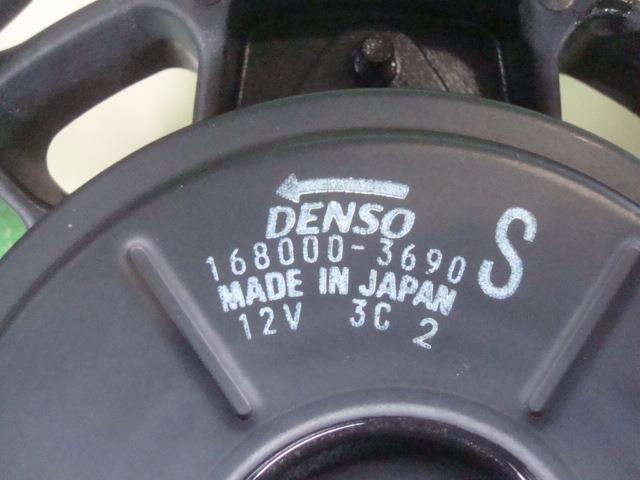 DENSO
168000-3690 S
MADE IN JAPAN
12V 3C 2